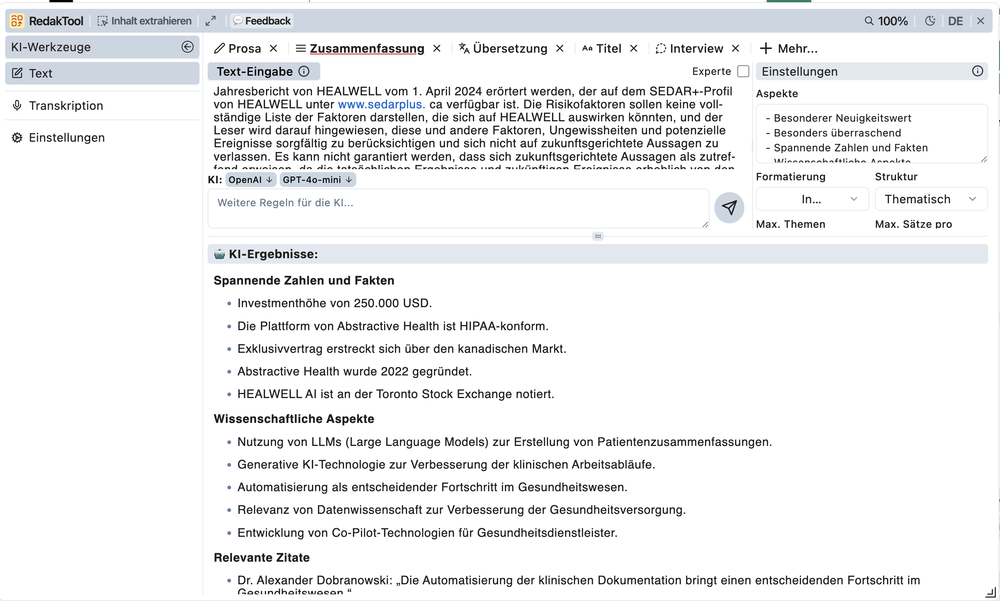 RedakTool
Inhalt extrahieren
Feedback
100%
DE
KI-Werkzeuge
Text
Transkription
Einstellungen
Prosa
Zusammenfassung
Übersetzung
Titel
Interview
Mehr...
Text-Eingabe
Experte
Jahresbericht von HEALWELL vom 1. April 2024 erörtert werden, der auf dem SEDAR+-Profil
von HEALWELL unter www.sedarplus. ca verfügbar ist. Die Risikofaktoren sollen keine voll-
ständige Liste der Faktoren darstellen, die sich auf HEALWELL auswirken könnten, und der
Leser wird darauf hingewiesen, diese und andere Faktoren, Ungewissheiten und potenzielle
Ereignisse sorgfältig zu berücksichtigen und sich nicht auf zukunftsgerichtete Aussagen zu
verlassen. Es kann nicht garantiert werden, dass sich zukunftsgerichtete Aussagen als zutref-
fend erweisen, da die tatsächlichen Ergebnisse und zukünftigen Ereignisse erheblich von den
KI: OpenAI GPT-4o-mini
Weitere Regeln für die KI...
Einstellungen
Aspekte
- Besonderer Neuigkeitswert
- Besonders überraschend
- Spannende Zahlen und Fakten
Wissenschaftliche Aspekte
Formatierung
Struktur
In...
Thematisch
Max. Themen
Max. Sätze pro
KI-Ergebnisse:
Spannende Zahlen und Fakten
• Investmenthöhe von 250.000 USD.
• Die Plattform von Abstractive Health ist HIPAA-konform.
• Exklusivvertrag erstreckt sich über den kanadischen Markt.
• Abstractive Health wurde 2022 gegründet.
• HEALWELL AI ist an der Toronto Stock Exchange notiert.
Wissenschaftliche Aspekte
• Nutzung von LLMs (Large Language Models) zur Erstellung von Patientenzusammenfassungen.
• Generative KI-Technologie zur Verbesserung der klinischen Arbeitsabläufe.
• Automatisierung als entscheidender Fortschritt im Gesundheitswesen.
• Relevanz von Datenwissenschaft zur Verbesserung der Gesundheitsversorgung.
• Entwicklung von Co-Pilot-Technologien für Gesundheitsdienstleister.
Relevante Zitate
• Dr. Alexander Dobranowski: „Die Automatisierung der klinischen Dokumentation bringt einen entscheidenden Fortschritt im
Gesundheitswesen.“